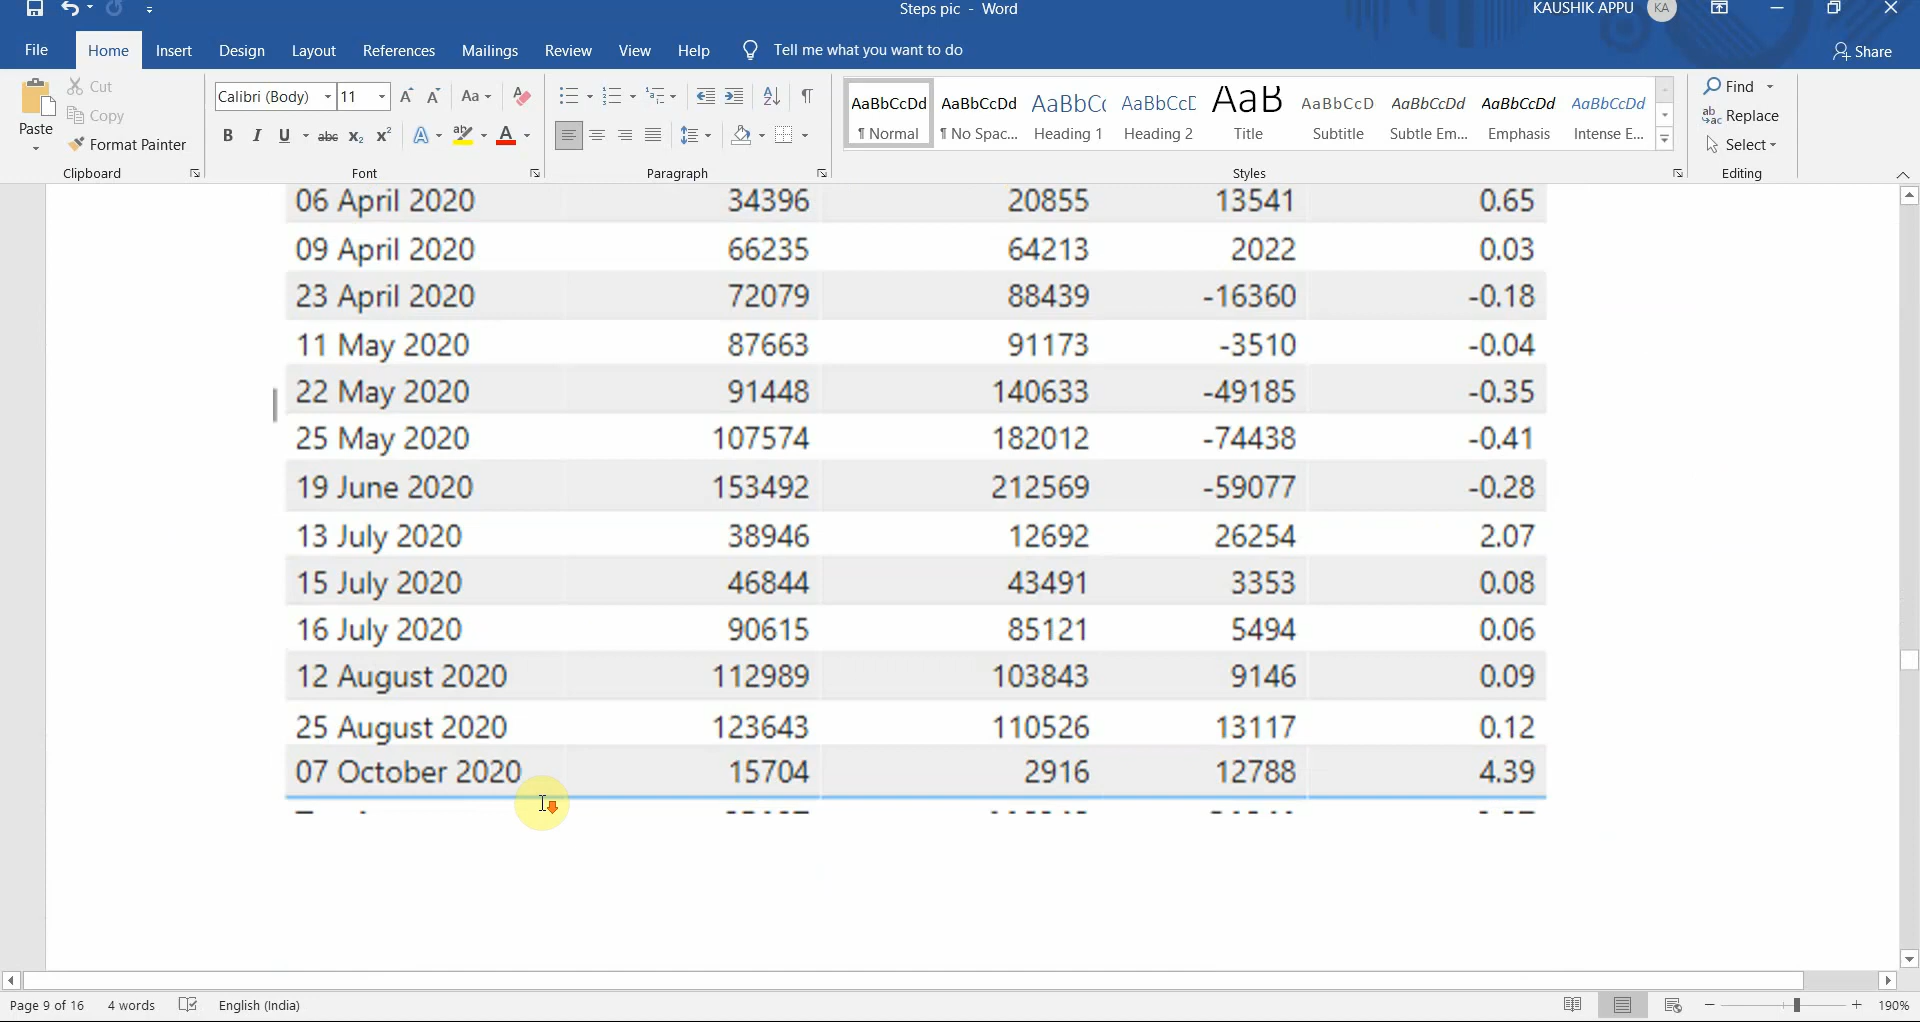 Steps pic - Word
KAUSHIK APPU KA
File Home Insert Design Layout References Mailings Review View Help Tell me what you want to do Share
Paste
Cut
Copy
Format Painter
Clipboard
Calibri (Body) 11
Font
Paragraph
AaBbCcDd AaBbCcDd AaBbCc AaBbCcE AaB AaBbCcD AaBbCcDd AaBbCcDd AaBbCcDd
¶ Normal ¶ No Spac... Heading 1 Heading 2 Title Subtitle Subtle Em... Emphasis Intense E...
Styles
Find
Replace
Select
Editing
06 April 2020 34396 20855 13541 0.65
09 April 2020 66235 64213 2022 0.03
23 April 2020 72079 88439 -16360 -0.18
11 May 2020 87663 91173 -3510 -0.04
22 May 2020 91448 140633 -49185 -0.35
25 May 2020 107574 182012 -74438 -0.41
19 June 2020 153492 212569 -59077 -0.28
13 July 2020 38946 12692 26254 2.07
15 July 2020 46844 43491 3353 0.08
16 July 2020 90615 85121 5494 0.06
12 August 2020 112989 103843 9146 0.09
25 August 2020 123643 110526 13117 0.12
07 October 2020 15704 2916 12788 4.39
Page 9 of 16 4 words English (India) 190%